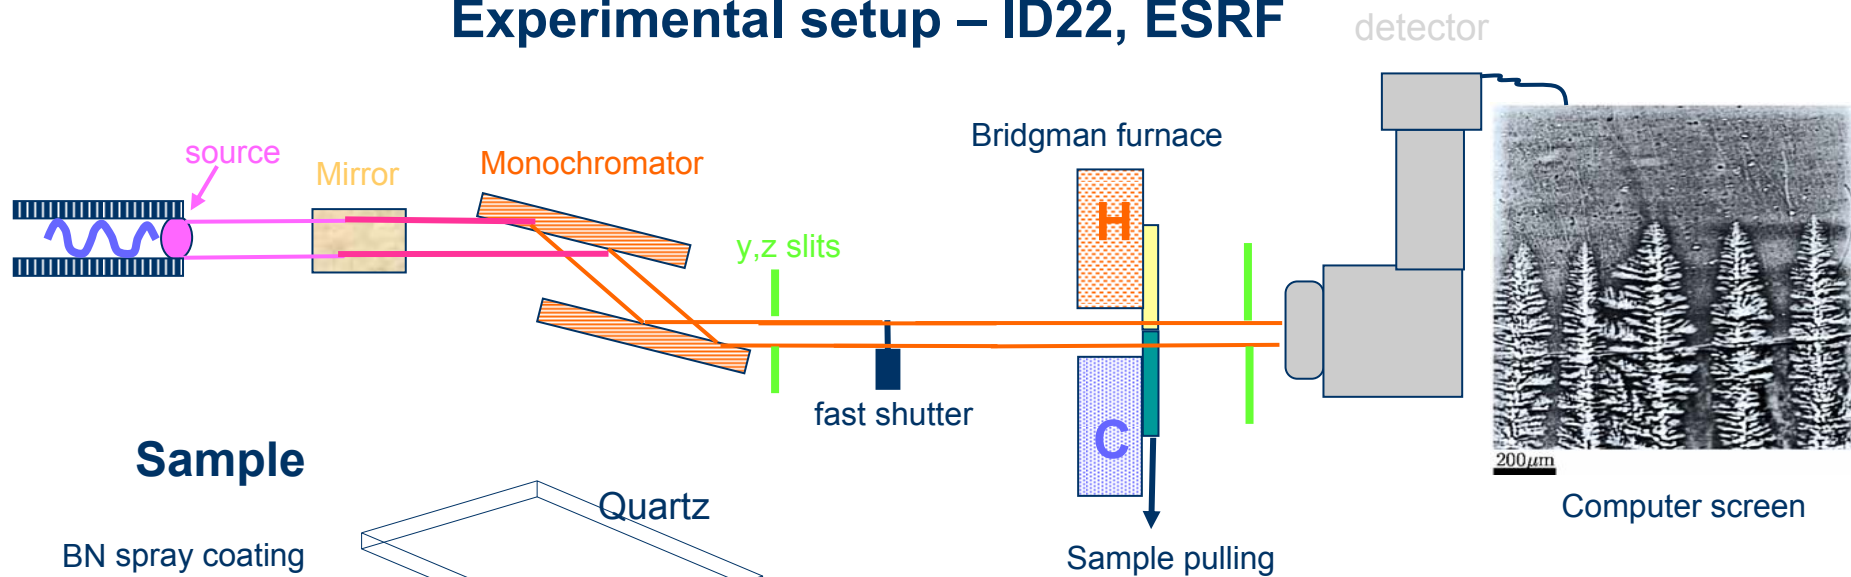 Experimental setup – ID22, ESRF
detector
Bridgman furnace
source
Mirror
Monochromator
H
y,z slits
fast shutter
C
200μm
Computer screen
Sample
Quartz
BN spray coating
Sample pulling